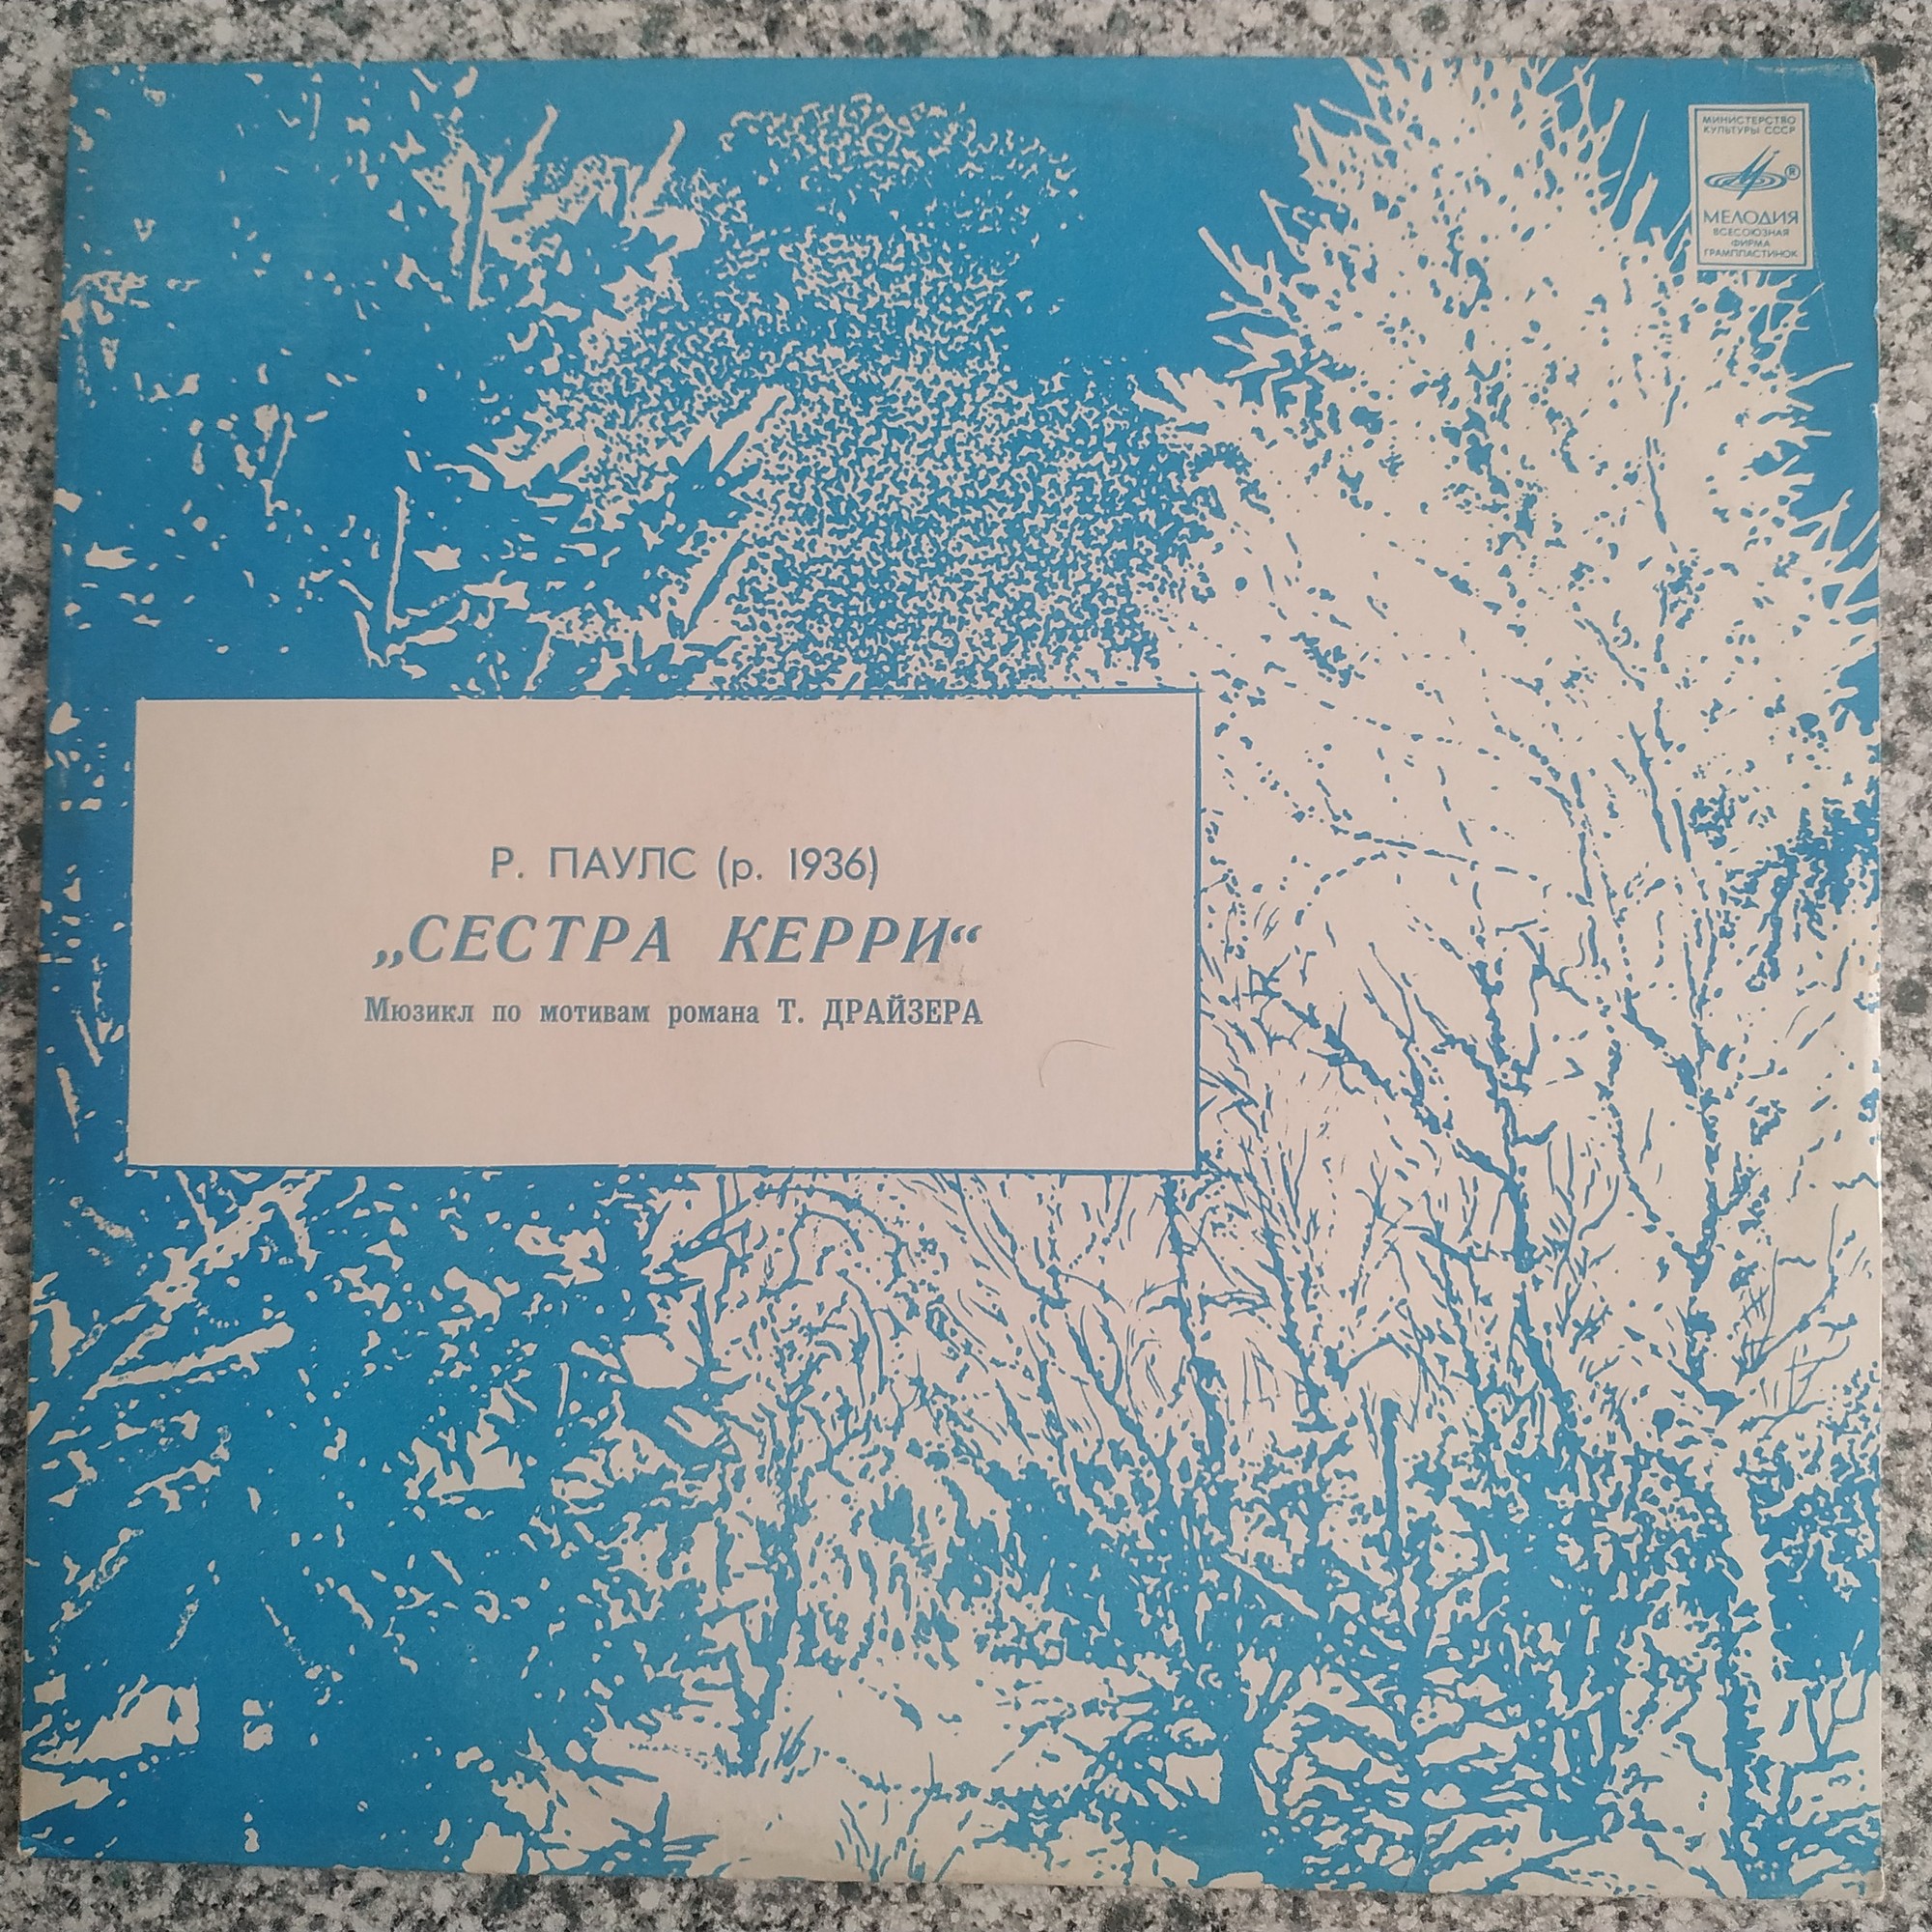 МИНИСТЕРСТВО
КУЛЬТУРЫ СССР
®
МЕЛОДИЯ
ВСЕСОЮЗНАЯ
ФИРМА
ГРАМПЛАСТИНОК
Р. ПАУЛС (р. 1936)
„СЕСТРА КЕРРИ“
Мюзикл по мотивам романа Т. ДРАЙЗЕРА